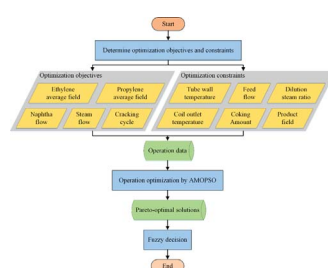 Start
Determine optimization objectives and constraints
Optimization objectives
Optimization constraints
Ethylene
average field
Propylene
average field
Tube wall
temperature
Feed
flow
Dilution
steam ratio
Naphtha
flow
Steam
flow
Cracking
cycle
Coil outlet
temperature
Coking
Amount
Product
field
Operation data
Operation optimization by AMOPSO
Pareto-optimal solutions
Fuzzy decision
End